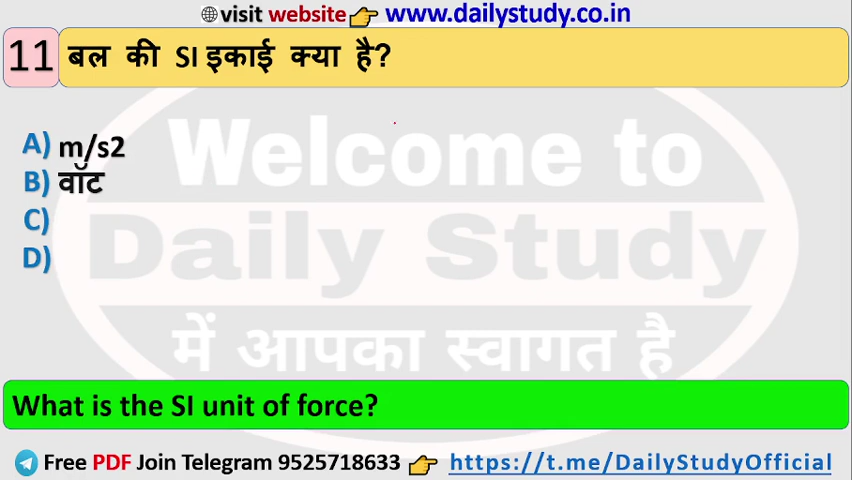 visit website 👉 www.dailystudy.co.in
11 बल की SI इकाई क्या है?
A) m/s2
B) वॉट
C)
D)
Welcome to
Daily Study
में आपका स्वागत है
What is the SI unit of force?
Free PDF Join Telegram 9525718633 👉 https://t.me/DailyStudyOfficial